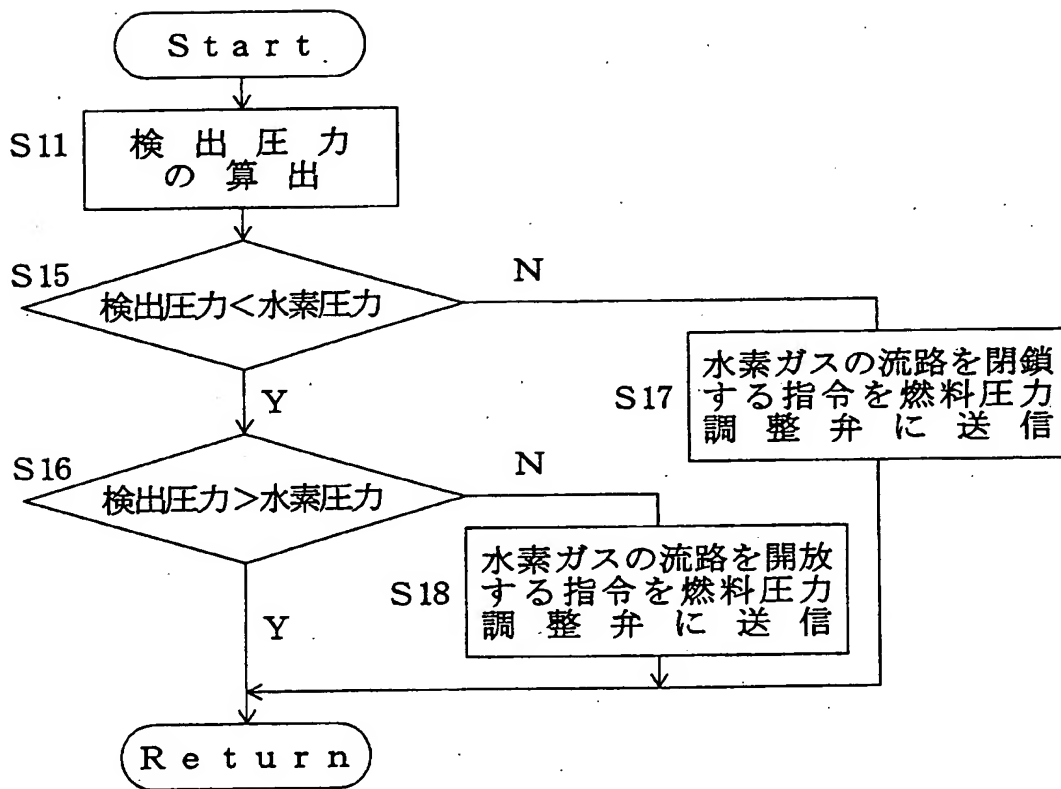 Start
S11
検出圧力
の算出
S15
検出圧力<水素圧力
N
Y
S17
水素ガスの流路を閉鎖
する指令を燃料圧力
調整弁に送信
S16
検出圧力>水素圧力
N
Y
S18
水素ガスの流路を開放
する指令を燃料圧力
調整弁に送信
Return